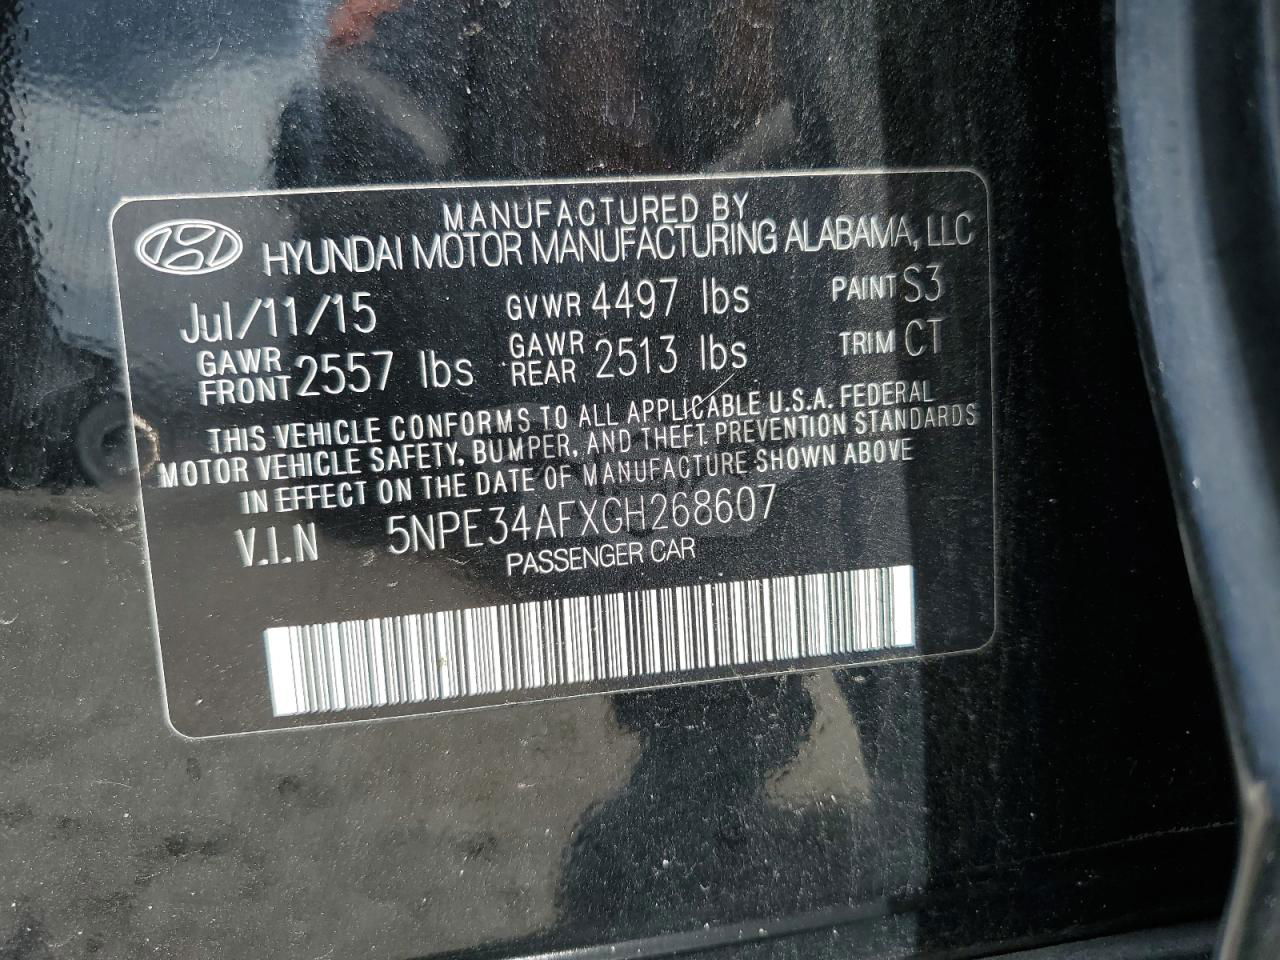 MANUFACTURED BY
HYUNDAI MOTOR MANUFACTURING ALABAMA, LLC
Jul/11/15 GVWR 4497 lbs PAINT S3
GAWR FRONT 2557 lbs GAWR REAR 2513 lbs TRIM CT
THIS VEHICLE CONFORMS TO ALL APPLICABLE U.S.A. FEDERAL
MOTOR VEHICLE SAFETY, BUMPER, AND THEFT PREVENTION STANDARDS
IN EFFECT ON THE DATE OF MANUFACTURE SHOWN ABOVE
V.I.N 5NPE34AFXGH268607
PASSENGER CAR